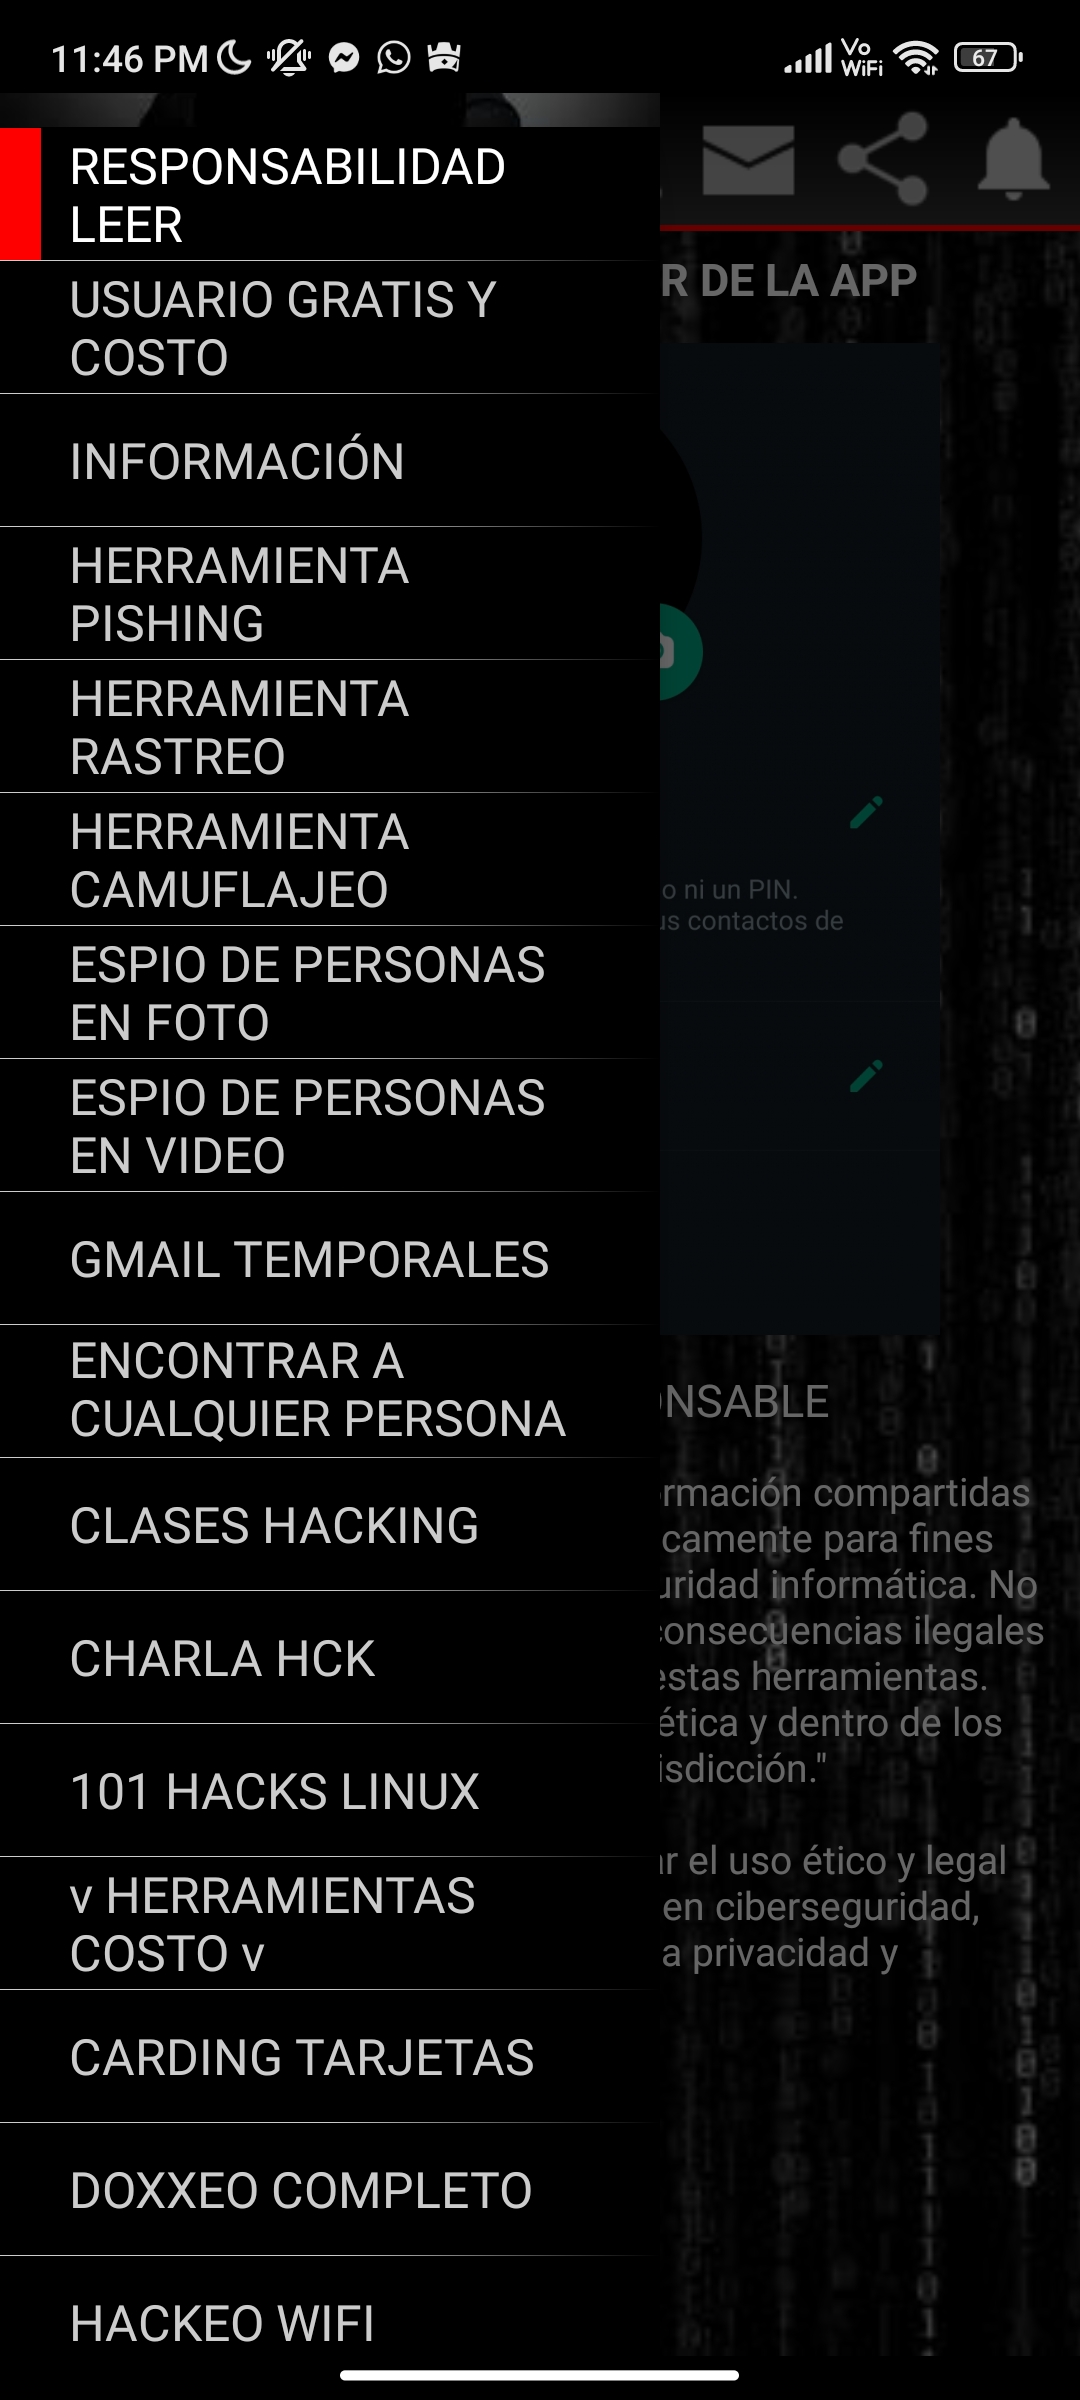 11:46 PM
Vo
WiFi
67
RESPONSABILIDAD
LEER
USUARIO GRATIS Y
COSTO
INFORMACIÓN
HERRAMIENTA
PISHING
HERRAMIENTA
RASTREO
HERRAMIENTA
CAMUFLAJEO
ESPIO DE PERSONAS
EN FOTO
ESPIO DE PERSONAS
EN VIDEO
GMAIL TEMPORALES
ENCONTRAR A
CUALQUIER PERSONA
CLASES HACKING
CHARLA HCK
101 HACKS LINUX
v HERRAMIENTAS
COSTO v
CARDING TARJETAS
DOXXEO COMPLETO
HACKEO WIFI
R DE LA APP
o ni un PIN.
us contactos de
ONSABLE
rmación compartidas
camente para fines
uridad informática. No
consecuencias ilegales
estas herramientas.
ética y dentro de los
isdicción."
ar el uso ético y legal
en ciberseguridad,
a privacidad y